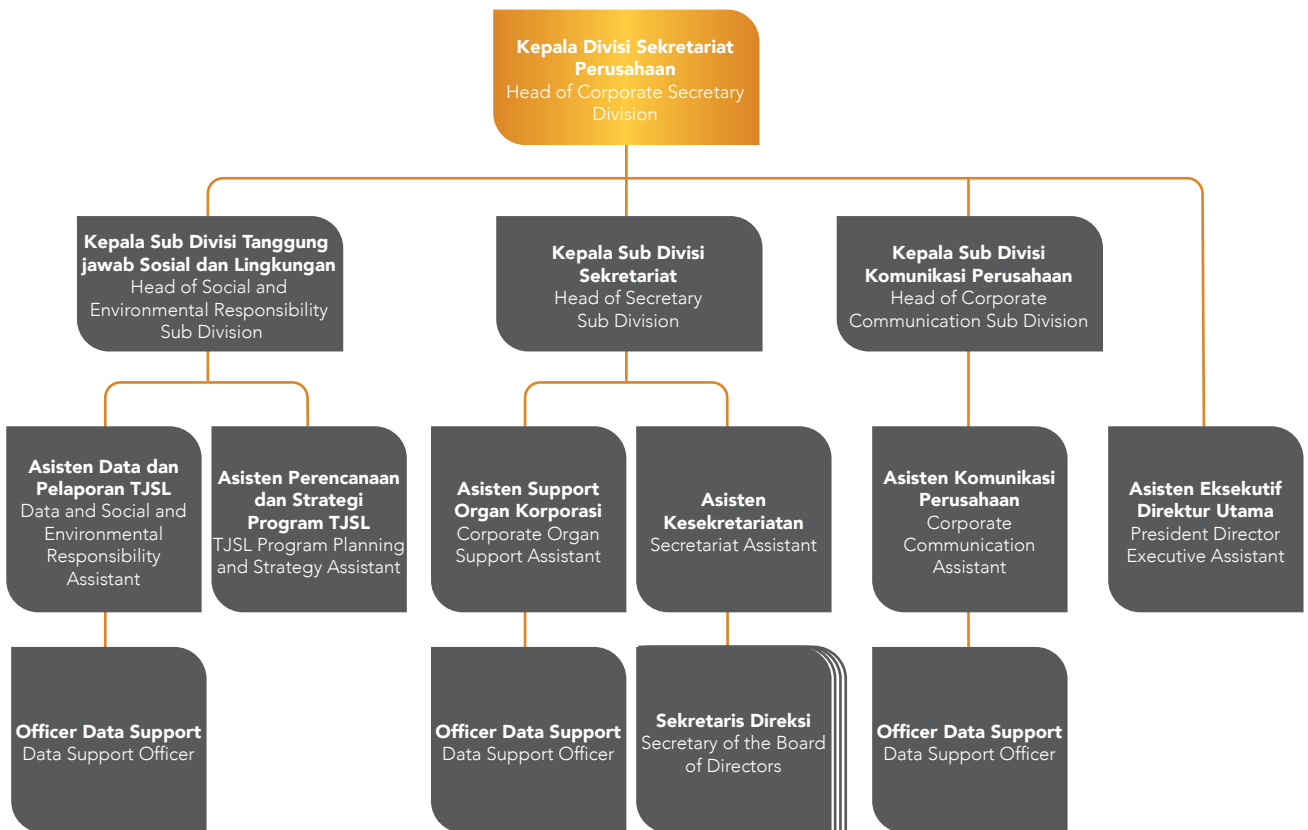 Kepala Divisi Sekretariat
Perusahaan
Head of Corporate Secretary
Division
Kepala Sub Divisi Tanggung
jawab Sosial dan Lingkungan
Head of Social and
Environmental Responsibility
Sub Division
Kepala Sub Divisi
Sekretariat
Head of Secretary
Sub Division
Kepala Sub Divisi
Komunikasi Perusahaan
Head of Corporate
Communication Sub Division
Asisten Data dan
Pelaporan TJSL
Data and Social and
Environmental
Responsibility
Assistant
Asisten Perencanaan
dan Strategi
Program TJSL
TJSL Program Planning
and Strategy Assistant
Asisten Support
Organ Korporasi
Corporate Organ
Support Assistant
Asisten
Kesekretariatan
Secretariat Assistant
Asisten Komunikasi
Perusahaan
Corporate
Communication
Assistant
Asisten Eksekutif
Direktur Utama
President Director
Executive Assistant
Officer Data Support
Data Support Officer
Officer Data Support
Data Support Officer
Sekretaris Direksi
Secretary of the Board
of Directors
Officer Data Support
Data Support Officer